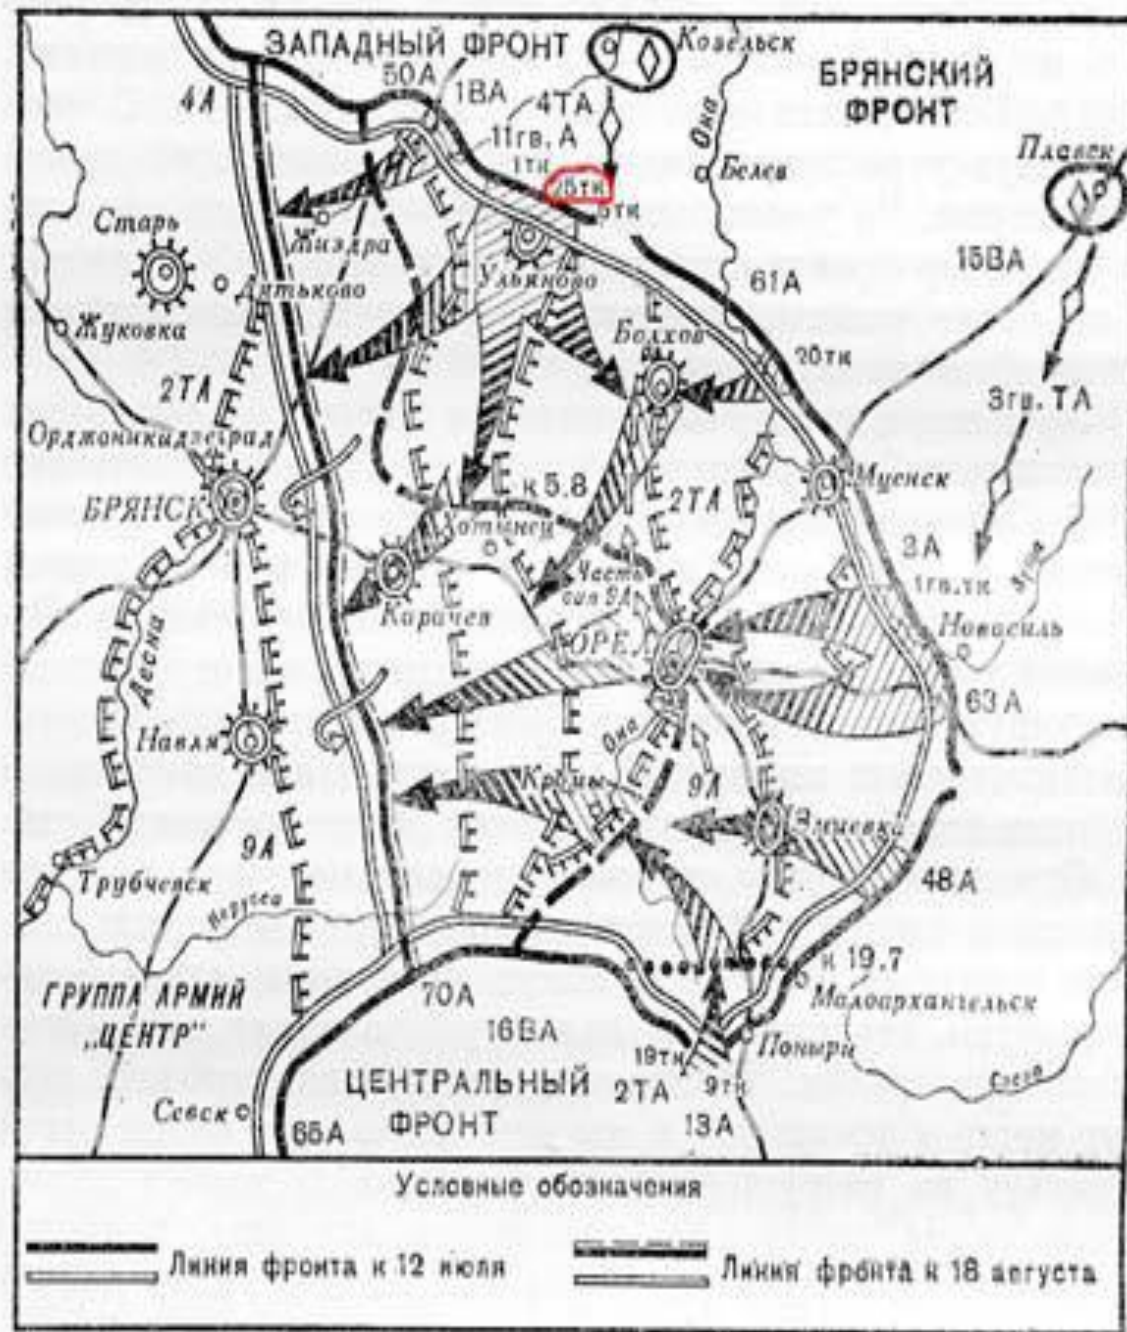 ЗАПАДНЫЙ ФРОНТ
Козельск
БРЯНСКИЙ
ФРОНТ
50А
1ВА
4А
4ТА
11гв. А
Ока
Плавск
1тк
Белев
25тк
5тк
Старь
Жиздра
Ульяново
15ВА
61А
Дятьково
Жуковка
Болхов
20тк
2ТА
3гв. ТА
Орджоникидзеград
БРЯНСК
к 5.8
2ТА
Мценск
Хотынец
3А
Часть
сил 9А
1гв.тк
Карачев
Новосиль
ОРЕЛ
Десна
63А
Навля
Ока
Кромы
9А
Змиевка
9А
Трубчевск
48А
Нерусса
к 19.7
ГРУППА АРМИЙ
„ЦЕНТР"
70А
Малоархангельск
16ВА
Поныри
19тк
ЦЕНТРАЛЬНЫЙ
ФРОНТ
2ТА
9тк
Севск
65А
13А
Условные обозначения
Линия фронта к 12 июля
Линия фронта к 18 августа